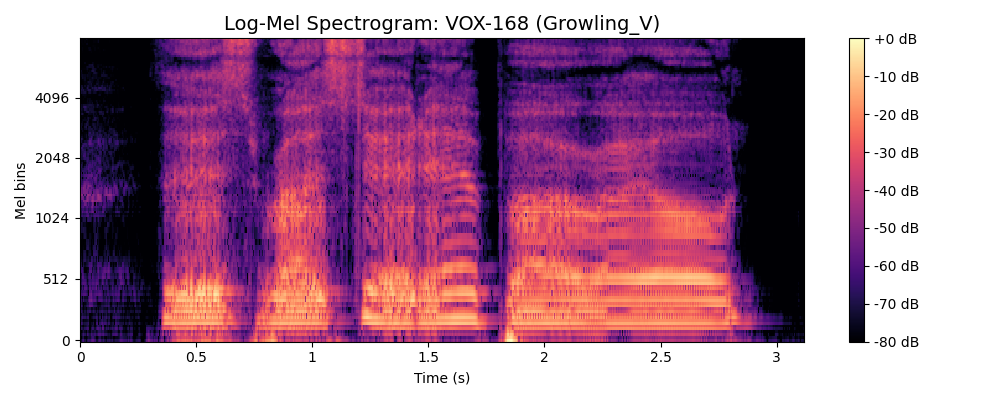 Log-Mel Spectrogram: VOX-168 (Growling_V)
Mel bins
4096
2048
1024
512
0
0
0.5
1
1.5
2
2.5
3
Time (s)
+0 dB
-10 dB
-20 dB
-30 dB
-40 dB
-50 dB
-60 dB
-70 dB
-80 dB